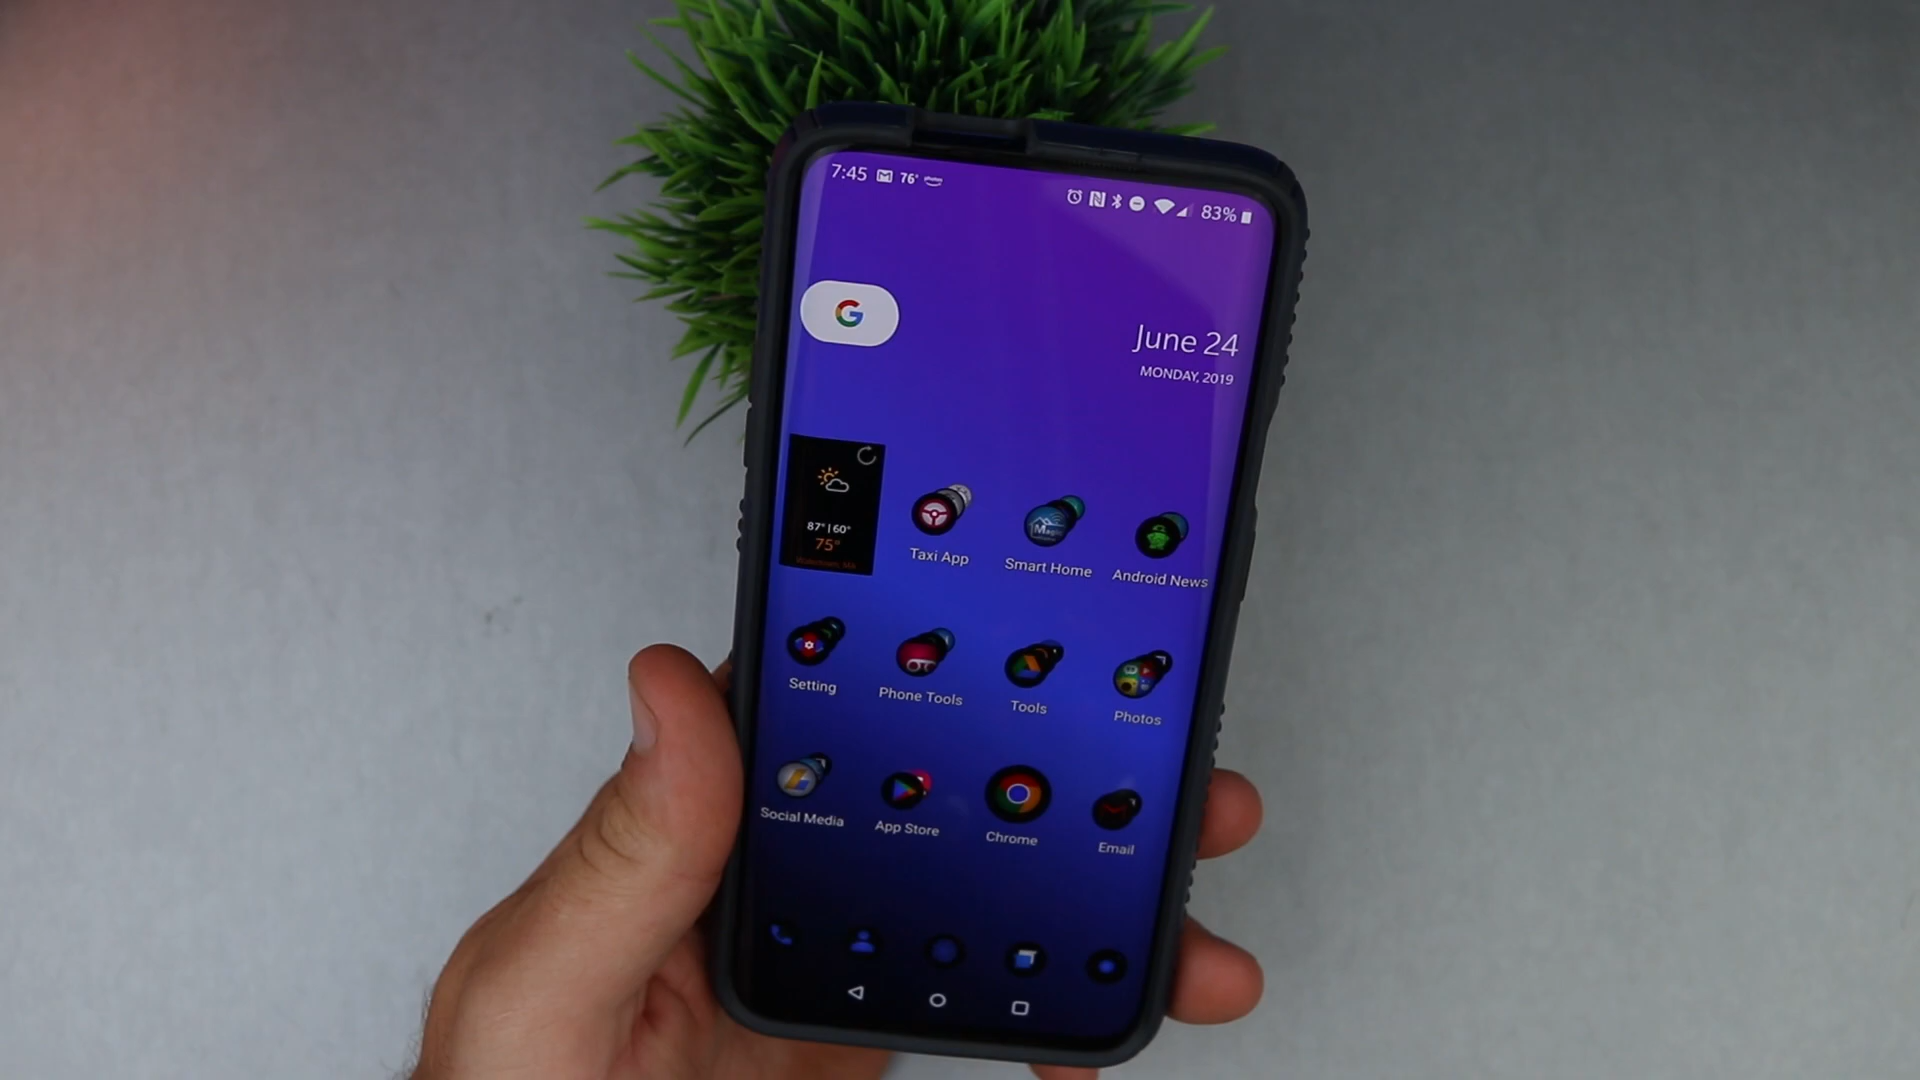 7:45 76°
83%
G
June 24
MONDAY, 2019
87° | 60°
75°
Taxi App
Smart Home
Android News
Setting
Phone Tools
Tools
Photos
Social Media
App Store
Chrome
Email